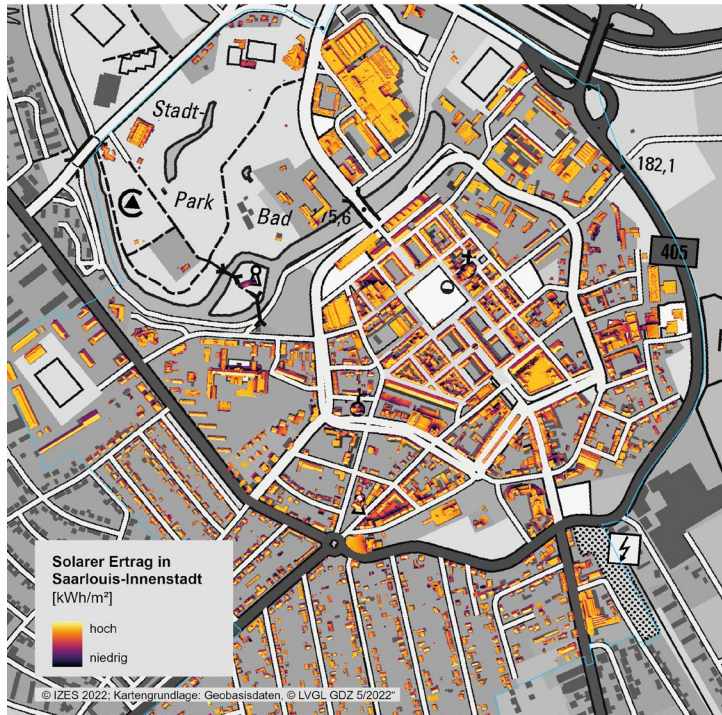 Stadt-
Park
Bad
75,6
182,1
405
Solarer Ertrag in
Saarlouis-Innenstadt
[kWh/m²]
hoch
niedrig
© IZES 2022; Kartengrundlage: Geobasisdaten, © LVGL GDZ 5/2022"